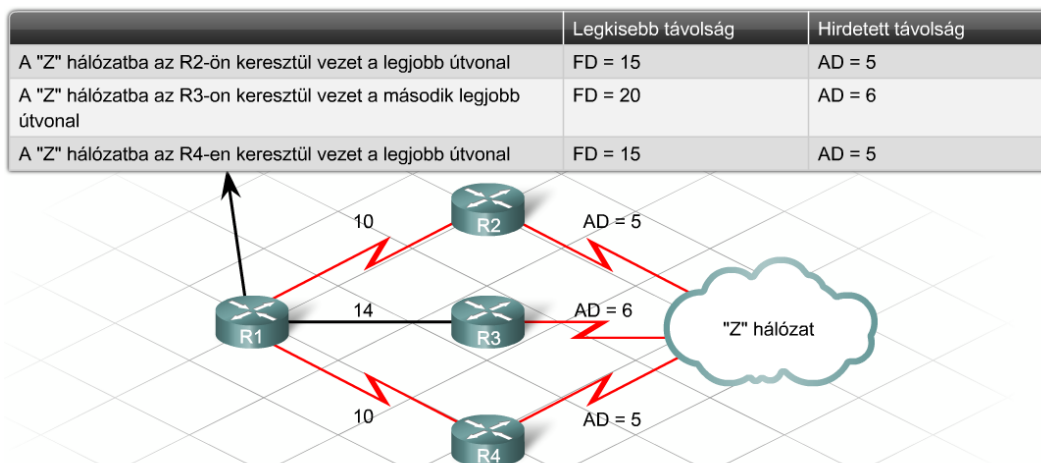 Legkisebb távolság Hirdetett távolság
A "Z" hálózatba az R2-ön keresztül vezet a legjobb útvonal FD = 15 AD = 5
A "Z" hálózatba az R3-on keresztül vezet a második legjobb FD = 20 AD = 6
útvonal
A "Z" hálózatba az R4-en keresztül vezet a legjobb útvonal FD = 15 AD = 5
10 R2 AD = 5
R1 14 R3 AD = 6 "Z" hálózat
10 R4 AD = 5